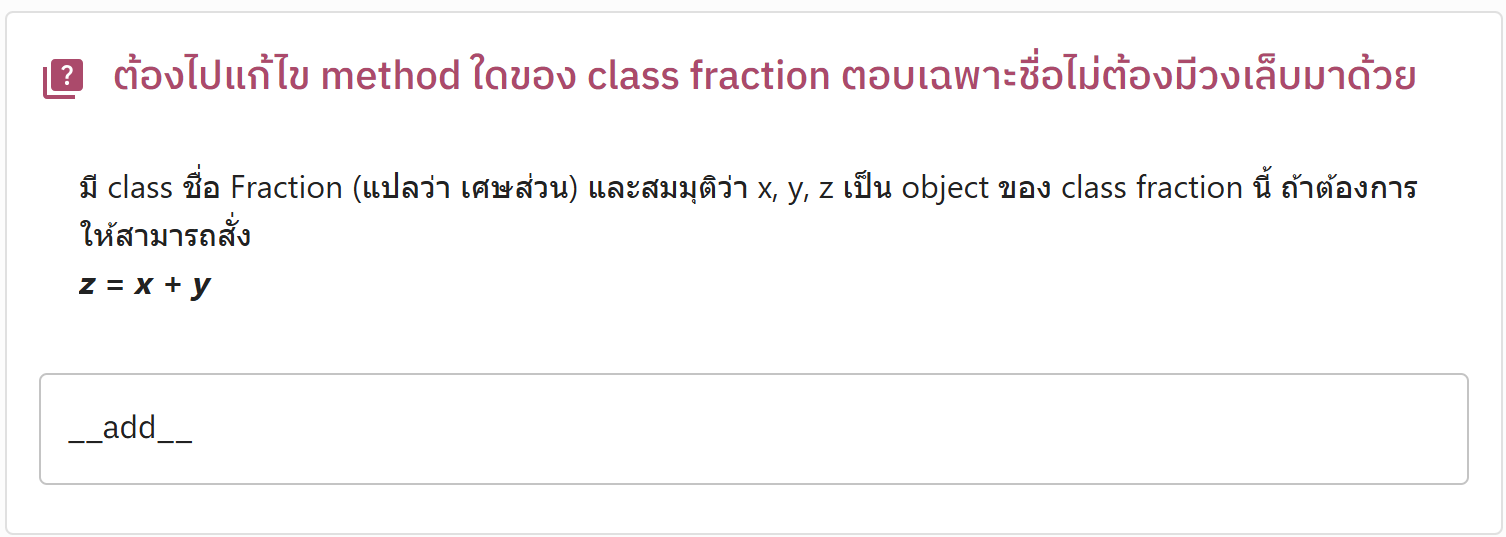 ต้องไปแก้ไข method ใดของ class fraction ตอบเฉพาะชื่อไม่ต้องมีวงเล็บมาด้วย
มี class ชื่อ Fraction (แปลว่า เศษส่วน) และสมมุติว่า x, y, z เป็น object ของ class fraction นี้ ถ้าต้องการ
ให้สามารถสั่ง
z = x + y
__add__